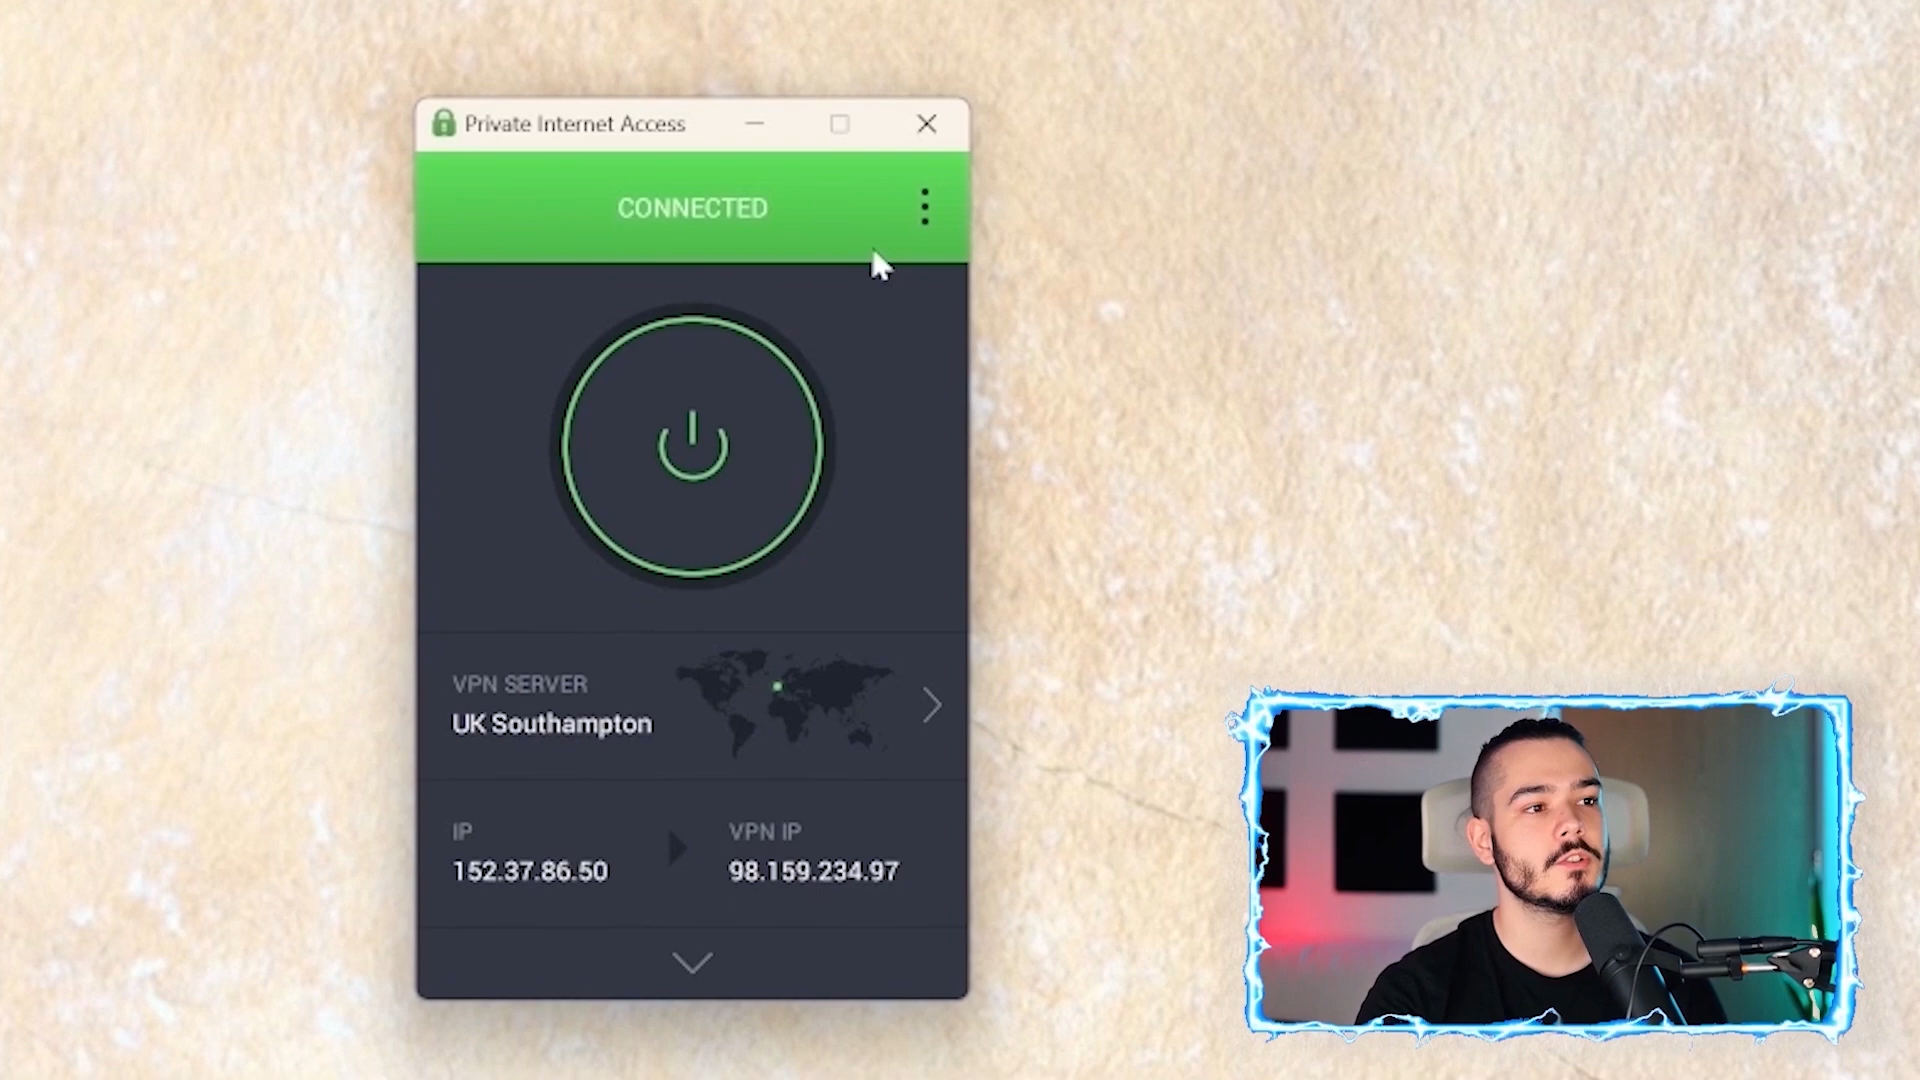 Private Internet Access
CONNECTED
VPN SERVER
UK Southampton
IP
152.37.86.50
VPN IP
98.159.234.97